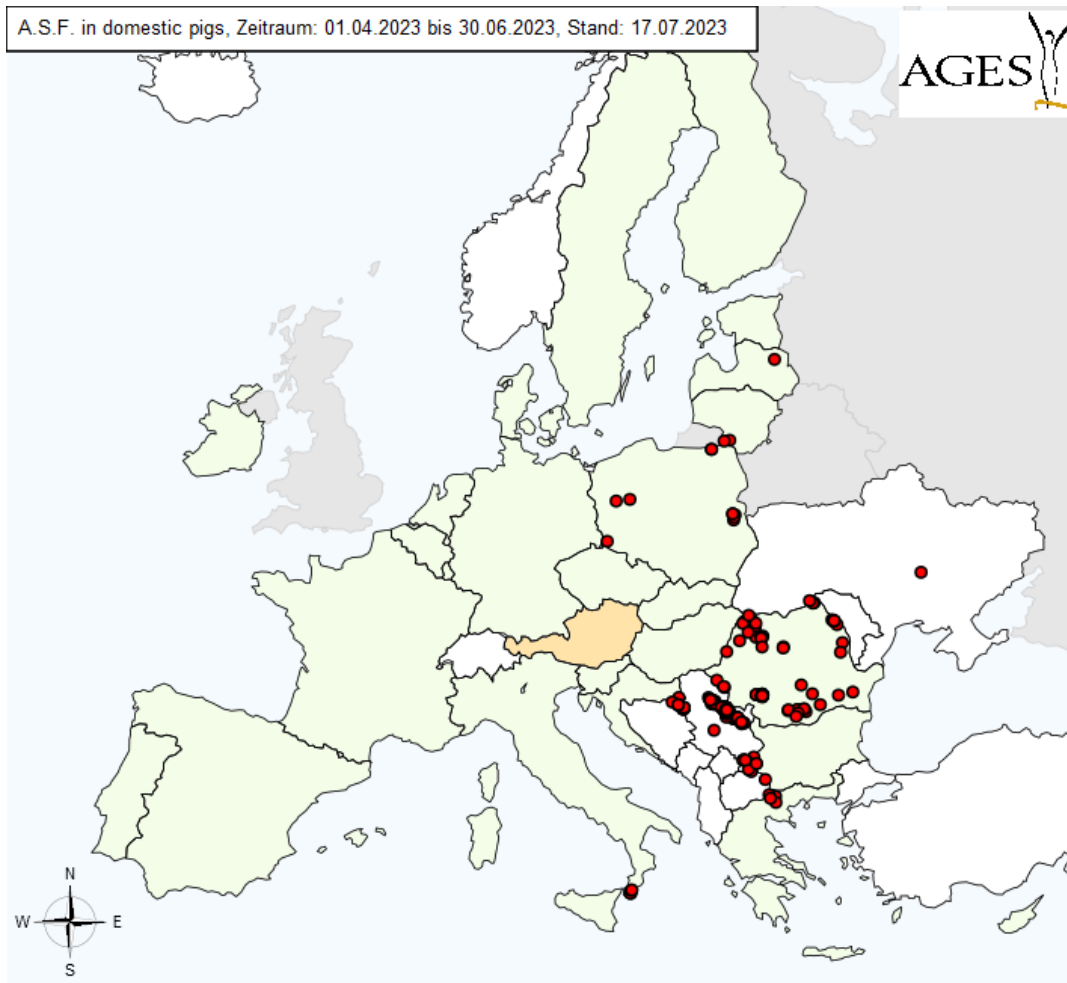 A.S.F. in domestic pigs, Zeitraum: 01.04.2023 bis 30.06.2023, Stand: 17.07.2023
AGES
N
W E
S